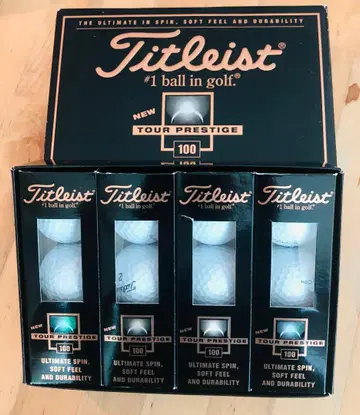 THE ULTIMATE IN SPIN, SOFT FEEL AND DURABILITY
Titleist®
#1 ball in golf.®
NEW
TOUR PRESTIGE
100
100
Titleist
#1 ball in golf.
NEW
TOUR PRESTIGE
100
ULTIMATE SPIN,
SOFT FEEL
AND DURABILITY
Titleist
#1 ball in golf.
NEW
TOUR PRESTIGE
100
ULTIMATE SPIN,
SOFT FEEL
AND DURABILITY
Titleist
#1 ball in golf.
NEW
TOUR PRESTIGE
100
ULTIMATE SPIN,
SOFT FEEL
AND DURABILITY
Titleist
#1 ball in golf.
NEW
TOUR PRESTIGE
100
ULTIMATE SPIN,
SOFT FEEL
AND DURABILITY